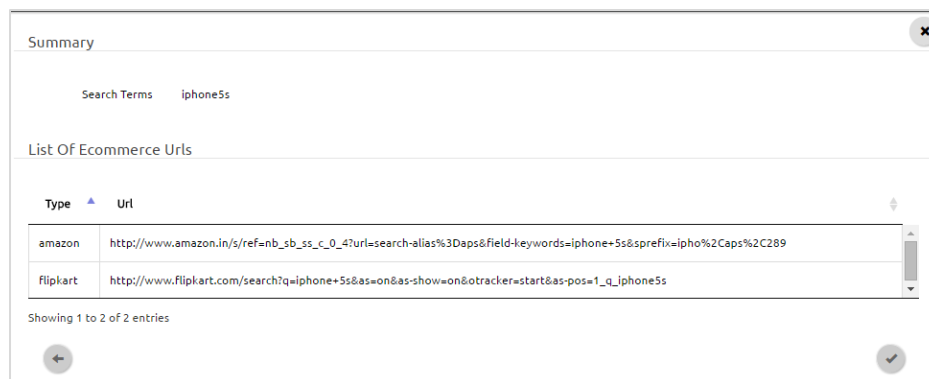 Summary
Search Terms iphone5s
List Of Ecommerce Urls
Type Url
amazon http://www.amazon.in/s/ref=nb_sb_ss_c_0_4?url=search-alias%3Daps&field-keywords=iphone+5s&sprefix=ipho%2Caps%2C289
flipkart http://www.flipkart.com/search?q=iphone+5s&as=on&as-show=on&otracker=start&as-pos=1_q_iphone5s
Showing 1 to 2 of 2 entries